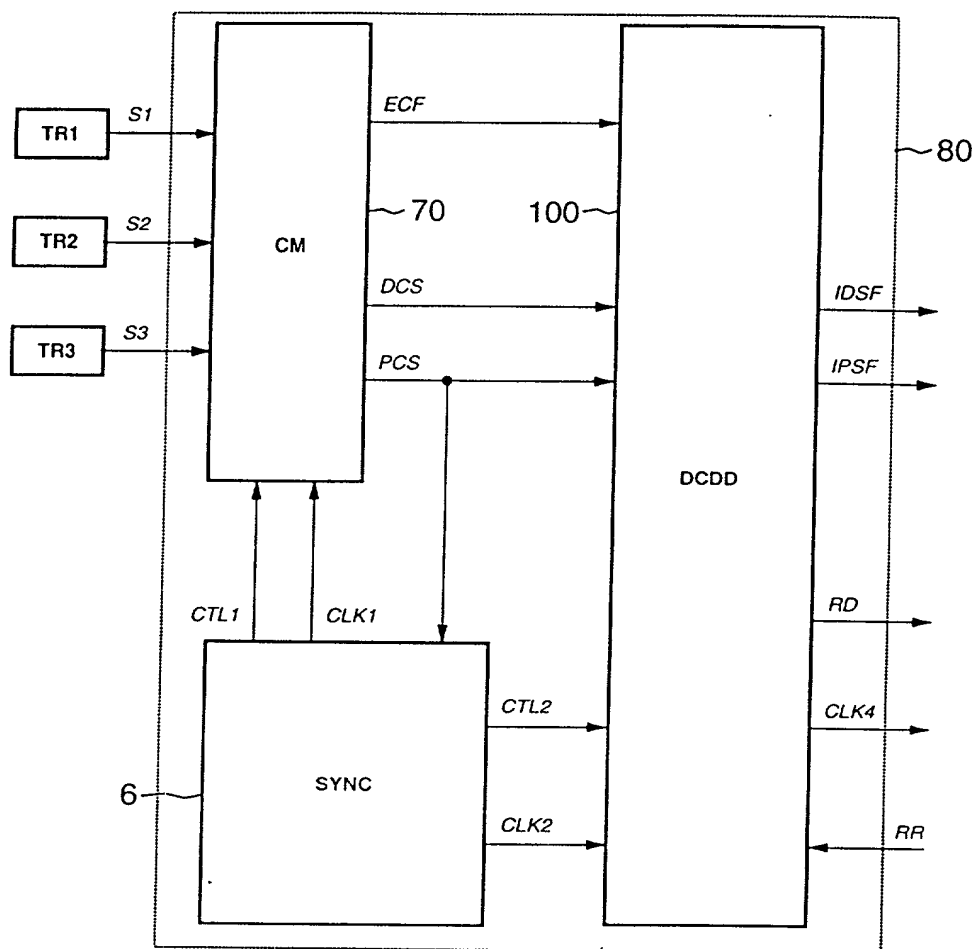 TR1
S1
TR2
S2
TR3
S3
CM
70
ECF
DCS
PCS
100
DCDD
80
IDSF
IPSF
RD
CLK4
RR
CTL1
CLK1
SYNC
6
CTL2
CLK2